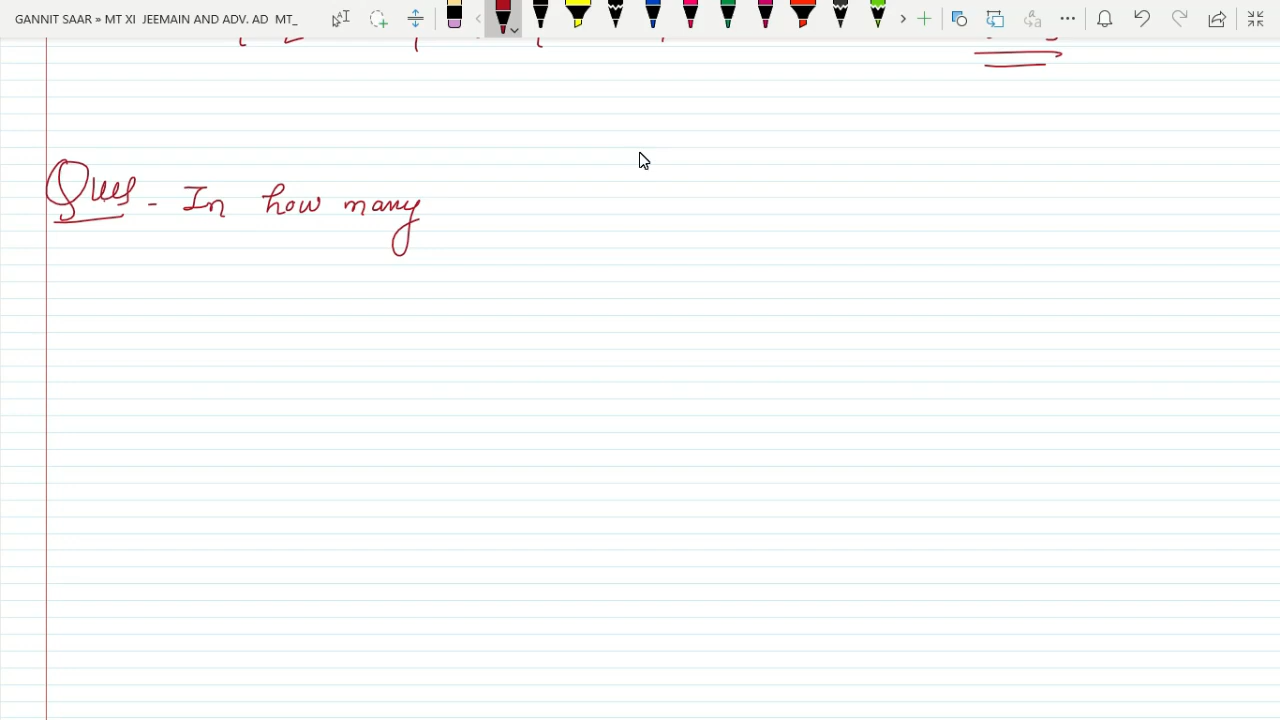 GANNIT SAAR » MT XI JEEMAIN AND ADV. AD MT_
Ques - In how many